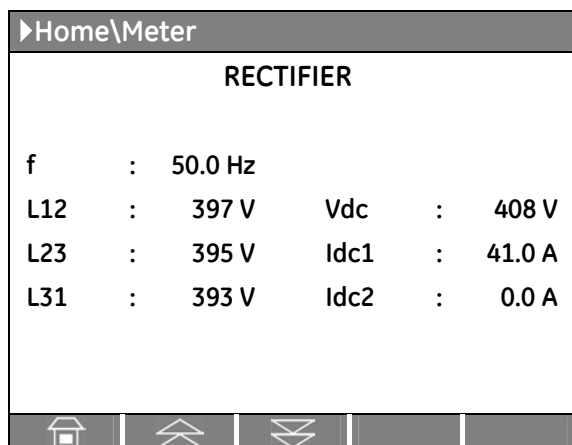 Home\Meter
RECTIFIER
f : 50.0 Hz
L12 : 397 V Vdc : 408 V
L23 : 395 V Idc1 : 41.0 A
L31 : 393 V Idc2 : 0.0 A